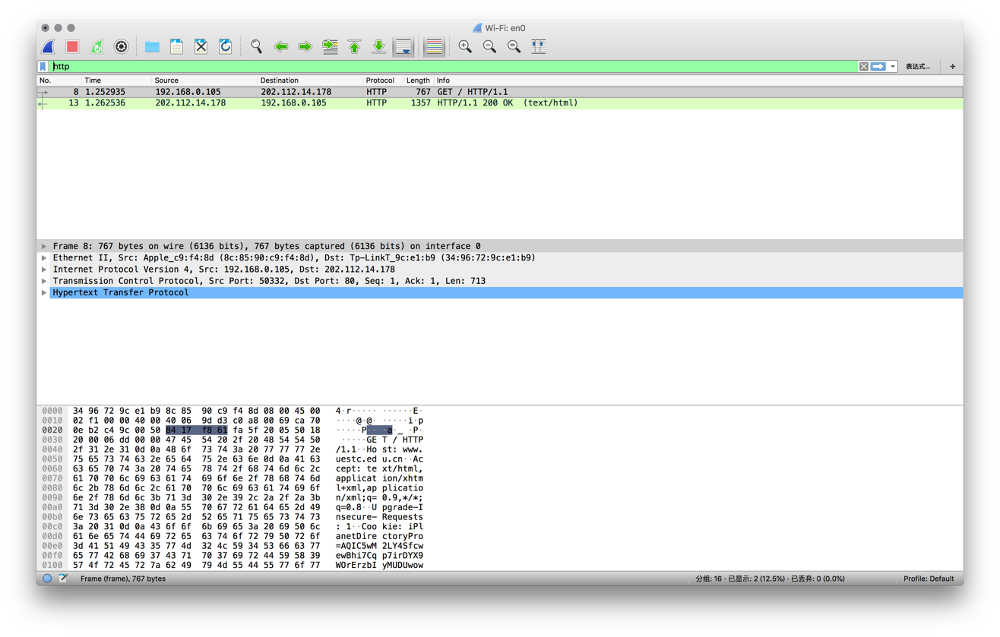 Wi-Fi: en0
http
表达式...
+
No. Time Source Destination Protocol Length Info
8 1.252935 192.168.0.105 202.112.14.178 HTTP 767 GET / HTTP/1.1
13 1.262536 202.112.14.178 192.168.0.105 HTTP 1357 HTTP/1.1 200 OK (text/html)
Frame 8: 767 bytes on wire (6136 bits), 767 bytes captured (6136 bits) on interface 0
Ethernet II, Src: Apple_c9:f4:8d (8c:85:90:c9:f4:8d), Dst: Tp-LinkT_9c:e1:b9 (34:96:72:9c:e1:b9)
Internet Protocol Version 4, Src: 192.168.0.105, Dst: 202.112.14.178
Transmission Control Protocol, Src Port: 50332, Dst Port: 80, Seq: 1, Ack: 1, Len: 713
Hypertext Transfer Protocol
0000 34 96 72 9c e1 b9 8c 85 90 c9 f4 8d 08 00 45 00 4·r····· ······E·
0010 02 f1 00 00 40 00 40 06 9d d3 c0 a8 00 69 ca 70 ····@·@· ·····i·p
0020 0e b2 c4 9c 00 50 84 17 f8 61 fa 5f 20 05 50 18 ·····P·· ·a·_ ·P·
0030 20 00 06 dd 00 00 47 45 54 20 2f 20 48 54 54 50 ·····GE T / HTTP
0040 2f 31 2e 31 0d 0a 48 6f 73 74 3a 20 77 77 77 2e /1.1··Ho st: www.
0050 75 65 73 74 63 2e 65 64 75 2e 63 6e 0d 0a 41 63 uestc.ed u.cn··Ac
0060 63 65 70 74 3a 20 74 65 78 74 2f 68 74 6d 6c 2c cept: te xt/html,
0070 61 70 70 6c 69 63 61 74 69 6f 6e 2f 78 68 74 6d applicat ion/xhtm
0080 6c 2b 78 6d 6c 2c 61 70 70 6c 69 63 61 74 69 6f l+xml,ap plicatio
0090 6e 2f 78 6d 6c 3b 71 3d 30 2e 39 2c 2a 2f 2a 3b n/xml;q= 0.9,*/*;
00a0 71 3d 30 2e 38 0d 0a 55 70 67 72 61 64 65 2d 49 q=0.8··U pgrade-I
00b0 6e 73 65 63 75 72 65 2d 52 65 71 75 65 73 74 73 nsecure- Requests
00c0 3a 20 31 0d 0a 43 6f 6f 6b 69 65 3a 20 69 50 6c : 1··Coo kie: iPl
00d0 61 6e 65 74 44 69 72 65 63 74 6f 72 79 50 72 6f anetDire ctoryPro
00e0 3d 41 51 49 43 35 77 4d 32 4c 59 34 53 66 63 77 =AQIC5wM 2LY4Sfcw
00f0 65 77 42 68 69 37 43 71 70 37 69 72 44 59 58 39 ewBhi7Cq p7irDYX9
0100 57 4f 72 45 72 7a 62 49 79 4d 55 44 55 77 6f 77 WOrErzbI yMUDUwow
Frame (frame), 767 bytes
分组: 16 · 已显示: 2 (12.5%) · 已丢弃: 0 (0.0%)
Profile: Default